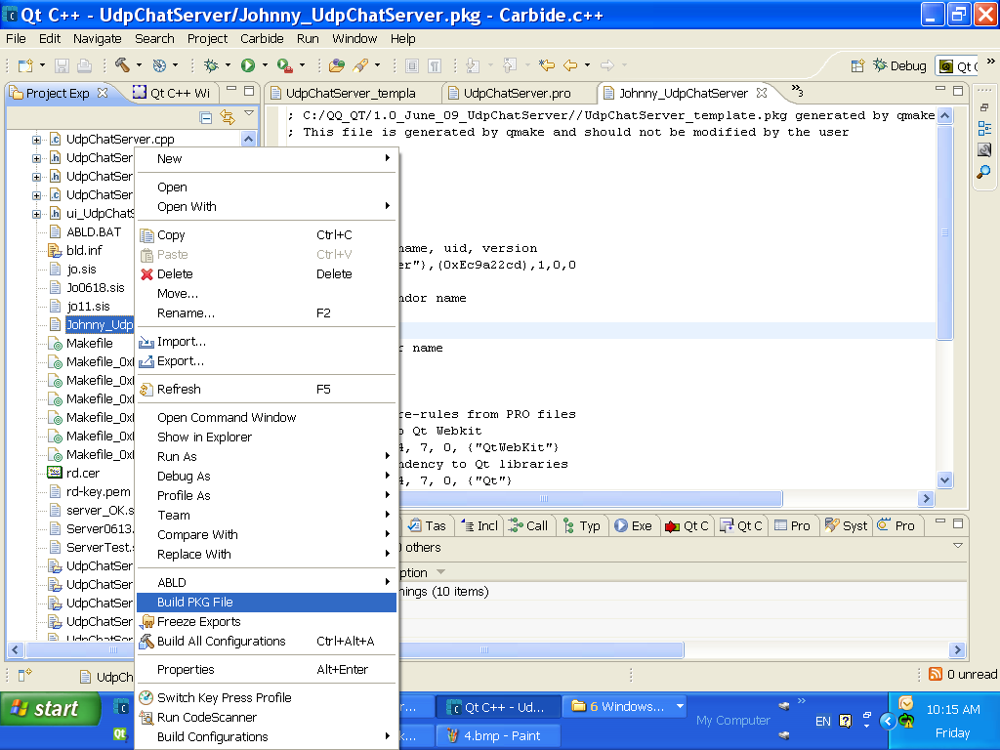 Qt C++ - UdpChatServer/Johnny_UdpChatServer.pkg - Carbide.c++
File Edit Navigate Search Project Carbide Run Window Help
Debug Qt C
Project Exp Qt C++ Wi
UdpChatServer_templa UdpChatServer.pro Johnny_UdpChatServer 3
UdpChatServer.cpp
UdpChatSer
UdpChatSer
UdpChatSer
ui_UdpChatS
ABLD.BAT
bld.inf
jo.sis
Jo0618.sis
jo11.sis
Johnny_Udp
Makefile
Makefile_0x
Makefile_0x
Makefile_0x
Makefile_0x
Makefile_0x
Makefile_0x
rd.cer
rd-key.pem
server_OK.s
Server0613.
ServerTest.s
UdpChatSer
UdpChatSer
UdpChatSer
UdpChatSer
UdpChatSer
; C:/QQ_QT/1.0_June_09_UdpChatServer//UdpChatServer_template.pkg generated by qmake
; This file is generated by qmake and should not be modified by the user
name, uid, version
er"},(0xEc9a22cd),1,0,0
ndor name
r name
re-rules from PRO files
o Qt Webkit
4, 7, 0, {"QtWebKit"}
ndency to Qt libraries
4, 7, 0, {"Qt"}
New
Open
Open With
Copy Ctrl+C
Paste Ctrl+V
Delete Delete
Move...
Rename... F2
Import...
Export...
Refresh F5
Open Command Window
Show in Explorer
Run As
Debug As
Profile As
Team
Compare With
Replace With
ABLD
Build PKG File
Freeze Exports
Build All Configurations Ctrl+Alt+A
Properties Alt+Enter
Switch Key Press Profile
Run CodeScanner
Build Configurations
Tas Incl Call Typ Exe Qt C Qt C Pro Syst Pro
others
ption
nings (10 items)
UdpCh
0 unread
start
r...
Qt C++ - Ud...
6 Windows...
k...
4.bmp - Paint
My Computer
EN
10:15 AM
Friday